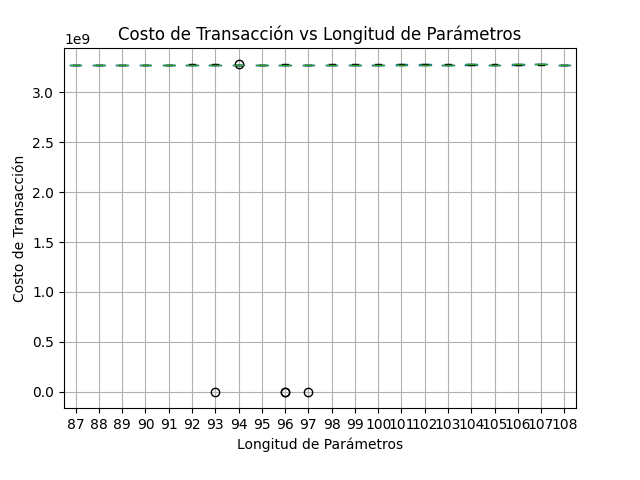 Costo de Transacción vs Longitud de Parámetros
1e9
3.0
2.5
2.0
1.5
1.0
0.5
0.0
Costo de Transacción
87 88 89 90 91 92 93 94 95 96 97 98 99 100 101 102 103 104 105 106 107 108
Longitud de Parámetros